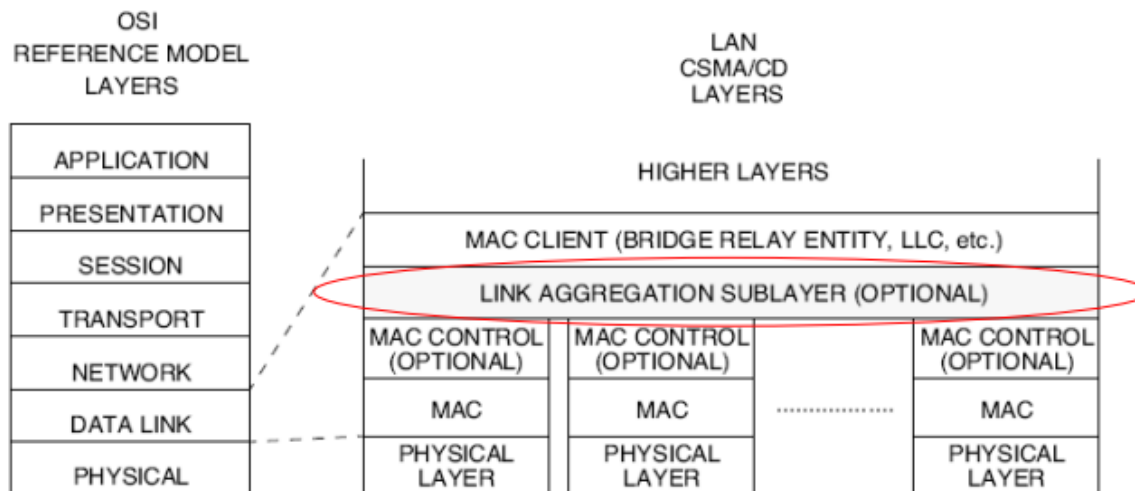 OSI
REFERENCE MODEL
LAYERS
APPLICATION
PRESENTATION
SESSION
TRANSPORT
NETWORK
DATA LINK
PHYSICAL
LAN
CSMA/CD
LAYERS
HIGHER LAYERS
MAC CLIENT (BRIDGE RELAY ENTITY, LLC, etc.)
LINK AGGREGATION SUBLAYER (OPTIONAL)
MAC CONTROL
(OPTIONAL)
MAC CONTROL
(OPTIONAL)
MAC CONTROL
(OPTIONAL)
MAC
MAC
MAC
PHYSICAL
LAYER
PHYSICAL
LAYER
PHYSICAL
LAYER